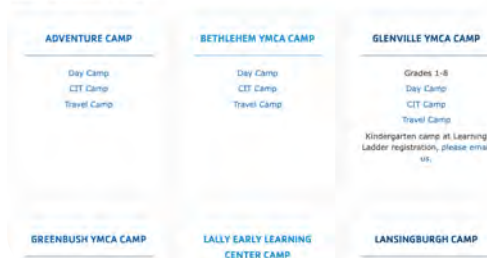 ADVENTURE CAMP
Day Camp
CIT Camp
Travel Camp
BETHLEHEM YMCA CAMP
Day Camp
CIT Camp
Travel Camp
GLENVILLE YMCA CAMP
Grades 1-8
Day Camp
CIT Camp
Travel Camp
Kindergarten camp at Learning
Ladder registration, please emai
us.
GREENBUSH YMCA CAMP
LALLY EARLY LEARNING
CENTER CAMP
LANSINGBURGH CAMP